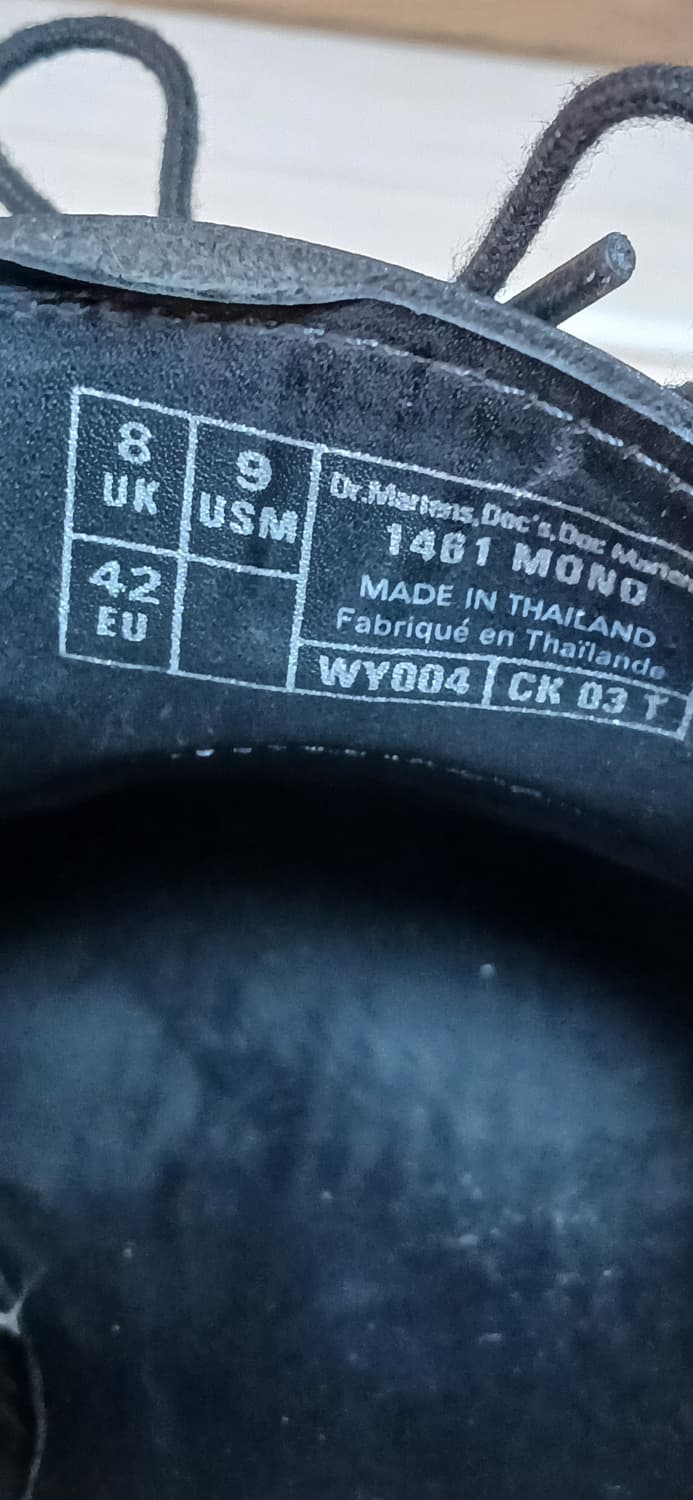 8
UK
9
USM
42
EU
Dr.Martens,Doc's,Doc Marten
1461 MONO
MADE IN THAILAND
Fabriqué en Thaïlande
WY004
CK 03 T